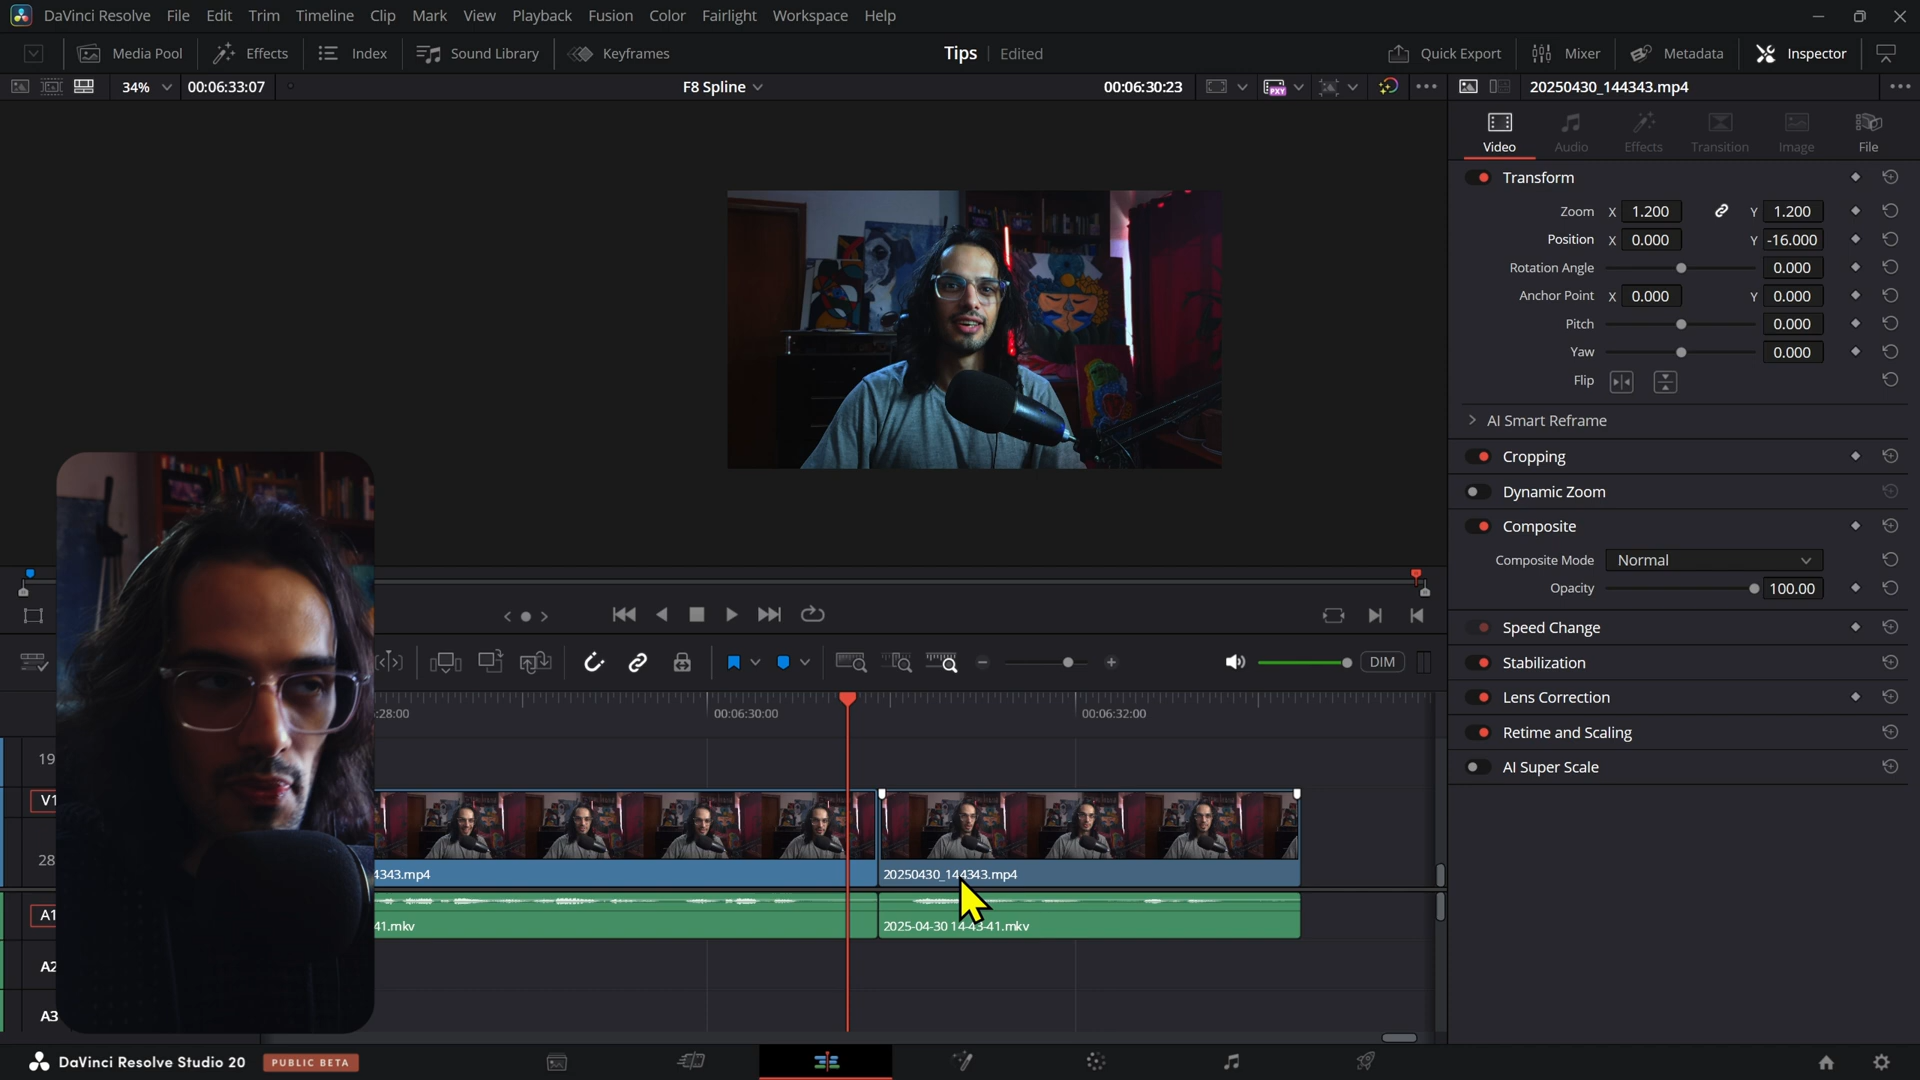 DaVinci Resolve File Edit Trim Timeline Clip Mark View Playback Fusion Color Fairlight Workspace Help
Media Pool Effects Index Sound Library Keyframes Tips Edited Quick Export Mixer Metadata Inspector
34% 00:06:33:07 F8 Spline 00:06:30:23 PXY 20250430_144343.mp4
Video Audio Effects Transition Image File
Transform
Zoom X 1.200 Y 1.200
Position X 0.000 Y -16.000
Rotation Angle 0.000
Anchor Point X 0.000 Y 0.000
Pitch 0.000
Yaw 0.000
Flip
AI Smart Reframe
Cropping
Dynamic Zoom
Composite
Composite Mode Normal
Opacity 100.00
Speed Change
Stabilization
Lens Correction
Retime and Scaling
AI Super Scale
DIM
:28:00 00:06:30:00 00:06:32:00
19
V1
28
4343.mp4 20250430_144343.mp4
A1
41.mkv 2025-04-30 14-43-41.mkv
A2
A3
DaVinci Resolve Studio 20 PUBLIC BETA